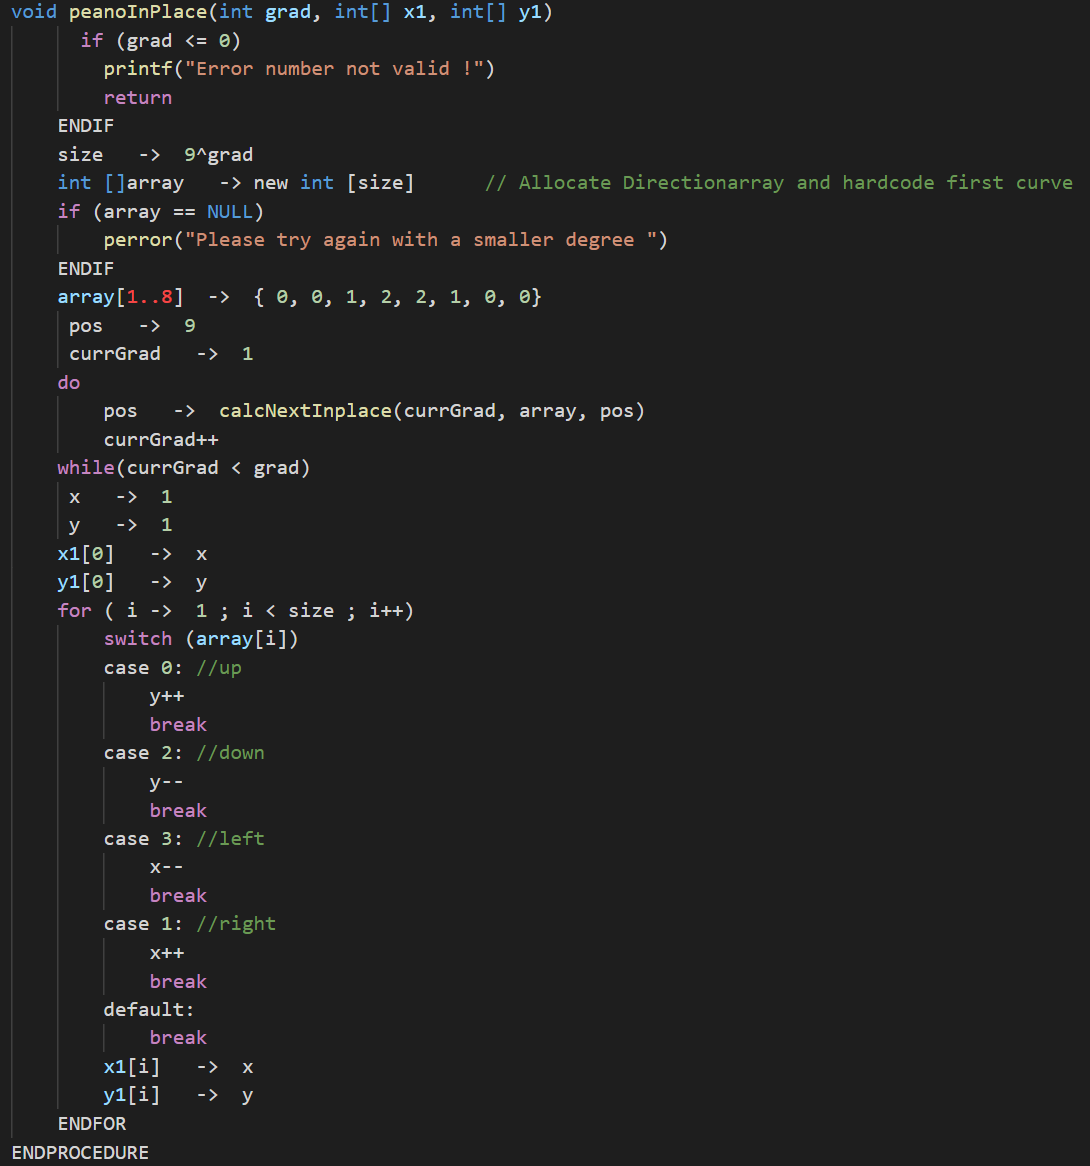 void peanoInPlace(int grad, int[] x1, int[] y1)
if (grad <= 0)
printf("Error number not valid !")
return
ENDIF
size -> 9^grad
int []array -> new int [size] // Allocate Directionarray and hardcode first curve
if (array == NULL)
perror("Please try again with a smaller degree ")
ENDIF
array[1..8] -> { 0, 0, 1, 2, 2, 1, 0, 0}
pos -> 9
currGrad -> 1
do
pos -> calcNextInplace(currGrad, array, pos)
currGrad++
while(currGrad < grad)
x -> 1
y -> 1
x1[0] -> x
y1[0] -> y
for ( i -> 1 ; i < size ; i++)
switch (array[i])
case 0: //up
y++
break
case 2: //down
y--
break
case 3: //left
x--
break
case 1: //right
x++
break
default:
break
x1[i] -> x
y1[i] -> y
ENDFOR
ENDPROCEDURE